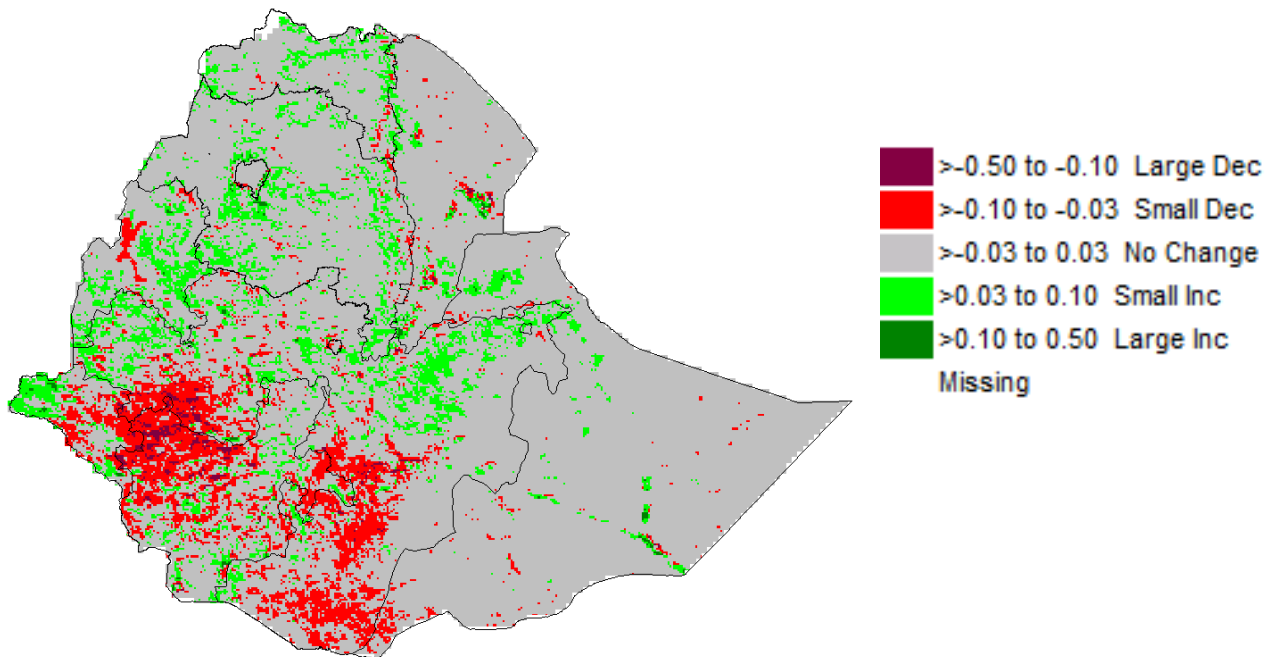 >-0.50 to -0.10 Large Dec
>-0.10 to -0.03 Small Dec
>-0.03 to 0.03 No Change
>0.03 to 0.10 Small Inc
>0.10 to 0.50 Large Inc
Missing